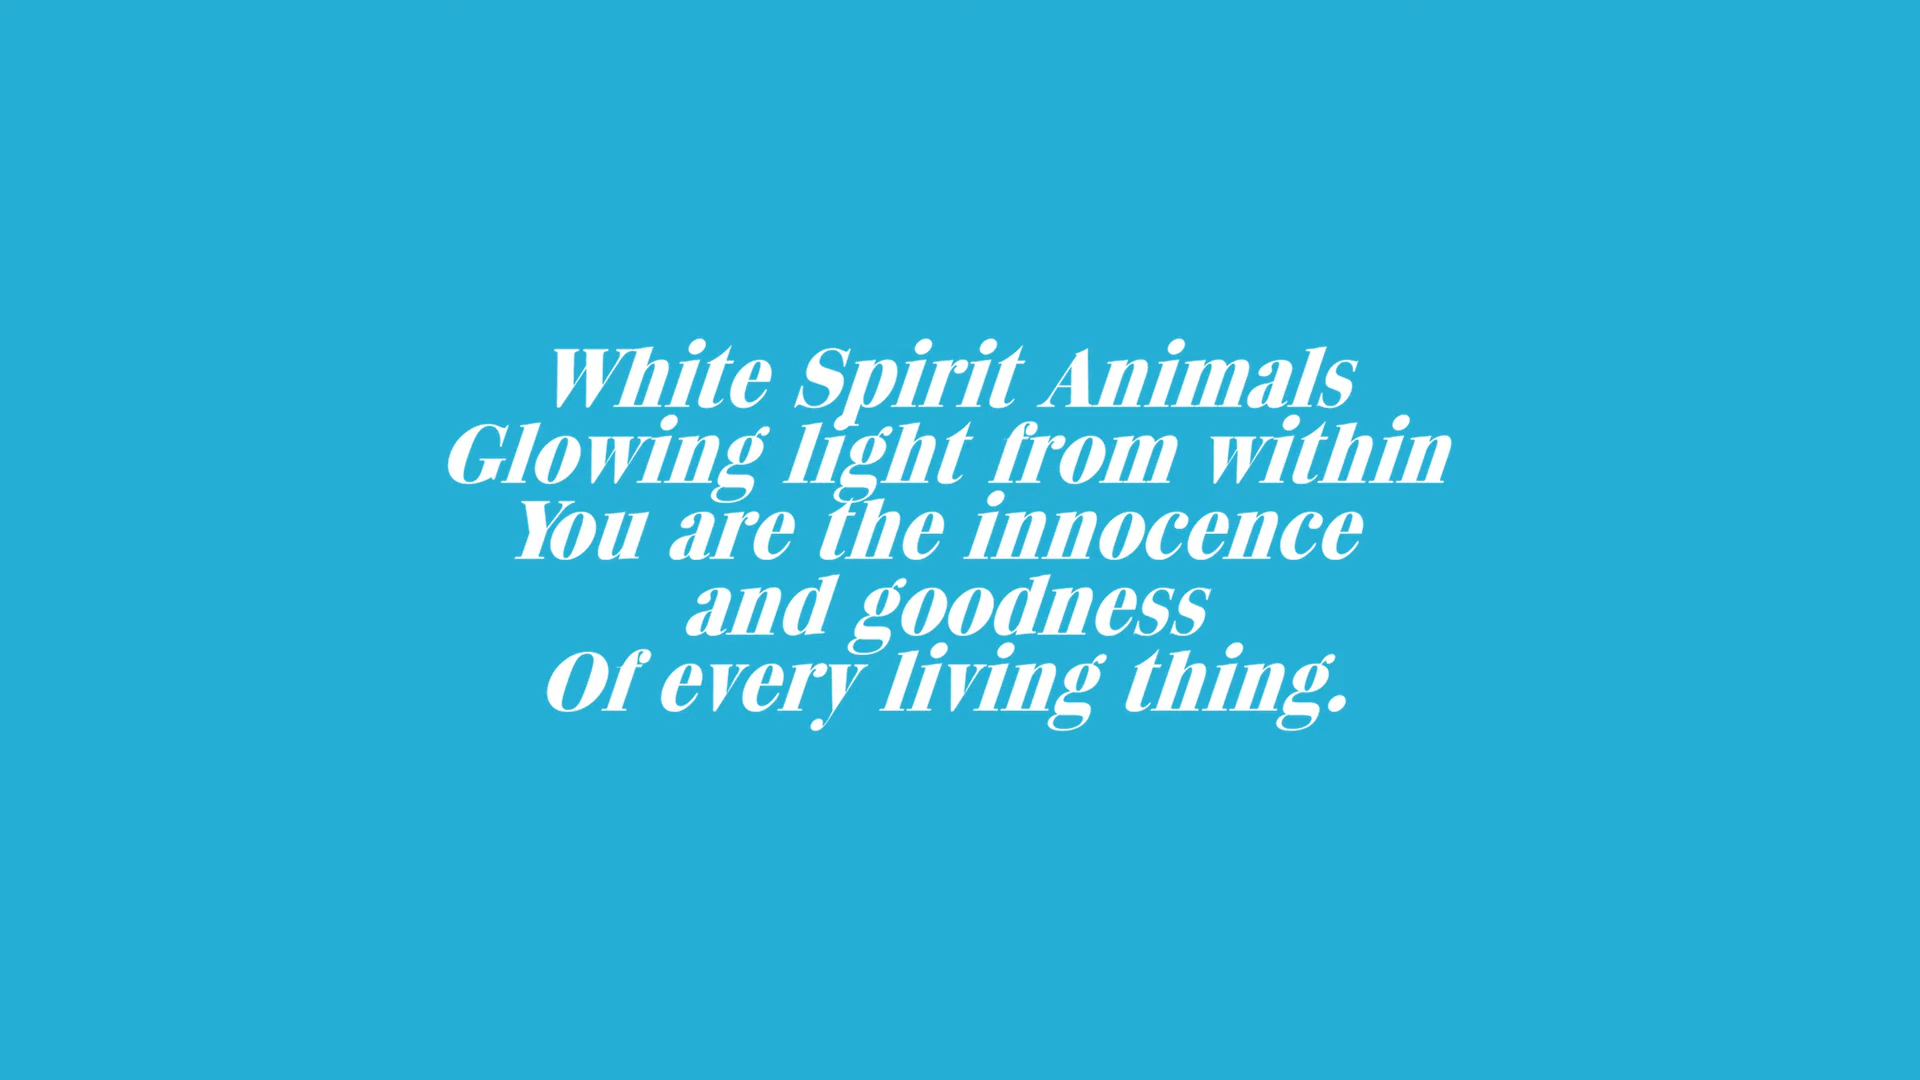 White Spirit Animals
Glowing light from within
You are the innocence
and goodness
Of every living thing.